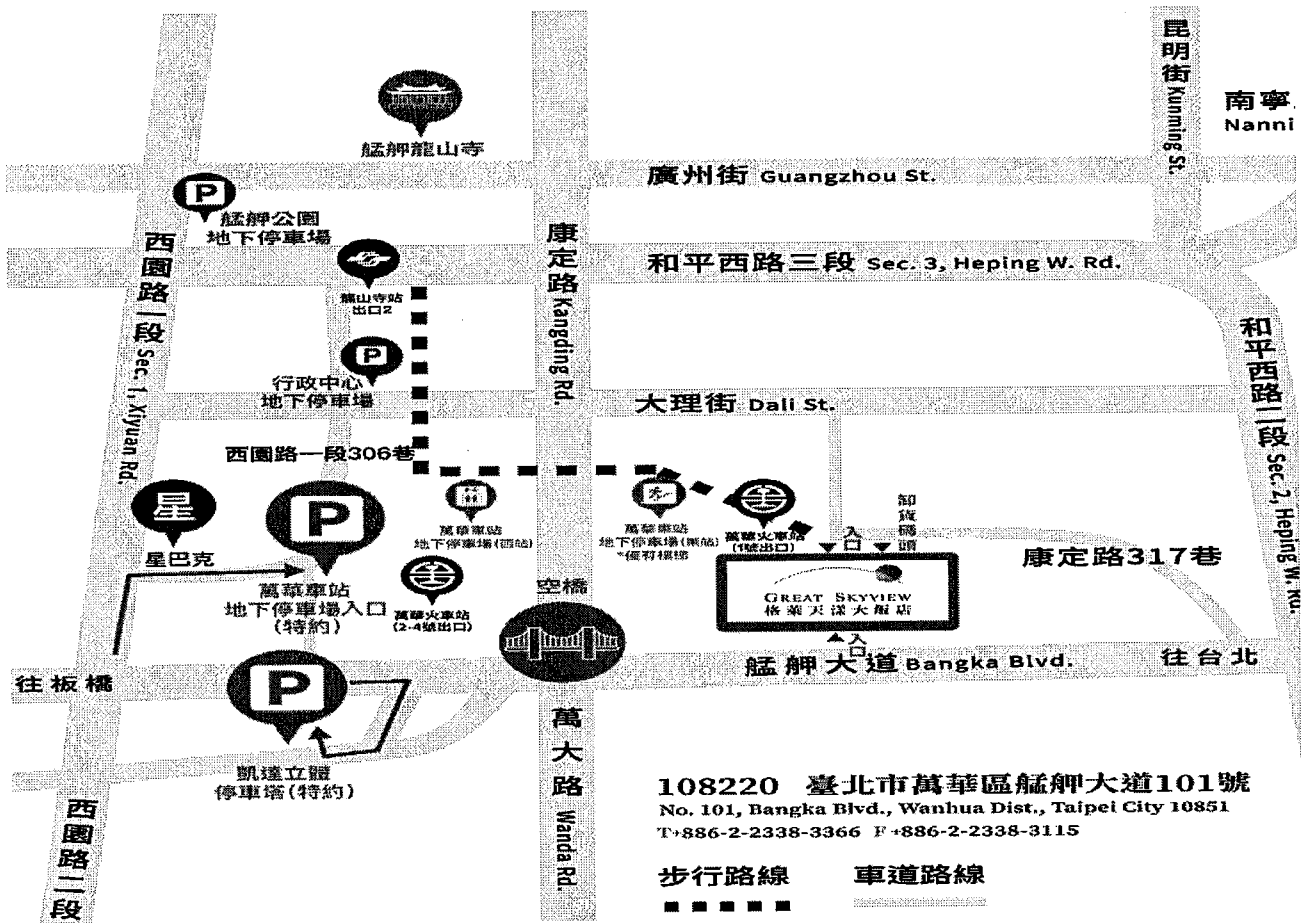 昆明街 Kunming St.
南寧
Nanni
艋舺龍山寺
廣州街 Guangzhou St.
P
艋舺公園
地下停車場
西園路一段 Sec. 1, Xiyuan Rd.
康定路 Kangding Rd.
和平西路三段 Sec. 3, Heping W. Rd.
龍山寺站
出口2
和平西路二段 Sec. 2, Heping W. Rd.
P
行政中心
地下停車場
大理街 Dali St.
西園路一段306巷
星
星巴克
P
萬華車站
地下停車場入口
(特約)
萬華車站
地下停車場(西站)
萬華火車站
(2-4號出口)
萬華車站
地下停車場(東站)
萬華火車站
(1號出口)
入口
卸貨碼頭
康定路317巷
空橋
GREAT SKYVIEW
格萊天漾大飯店
入口
往板橋
艋舺大道 Bangka Blvd.
往台北
P
凱達立體
停車塔(特約)
萬大路 Wanda Rd.
西園路二段
108220 臺北市萬華區艋舺大道101號
No. 101, Bangka Blvd., Wanhua Dist., Taipei City 10851
T+886-2-2338-3366 F+886-2-2338-3115
步行路線 車道路線